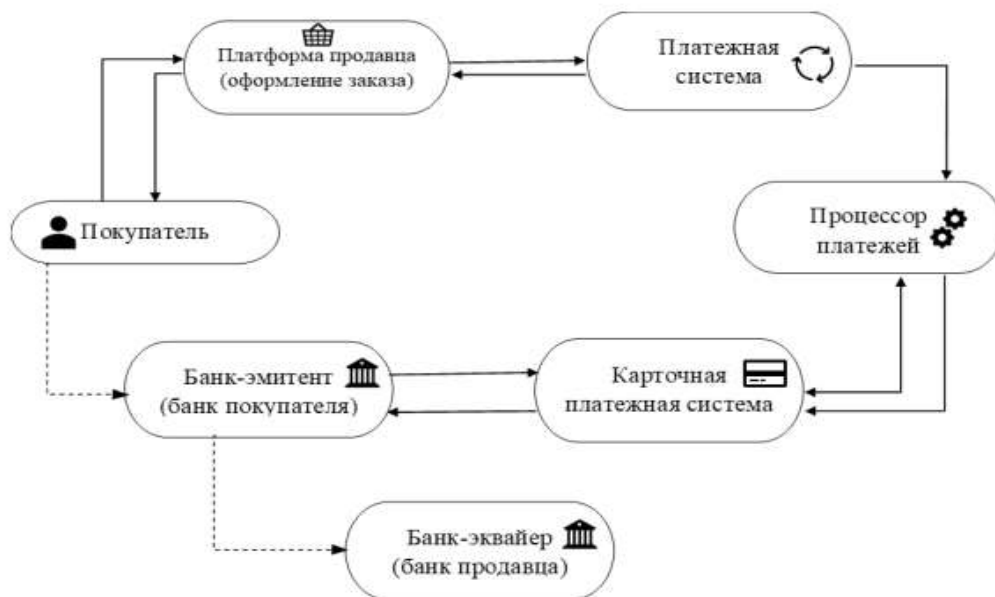 Платформа продавца
(оформление заказа)
Платежная
система
Покупатель
Процессор
платежей
Банк-эмитент
(банк покупателя)
Карточная
платежная система
Банк-эквайер
(банк продавца)